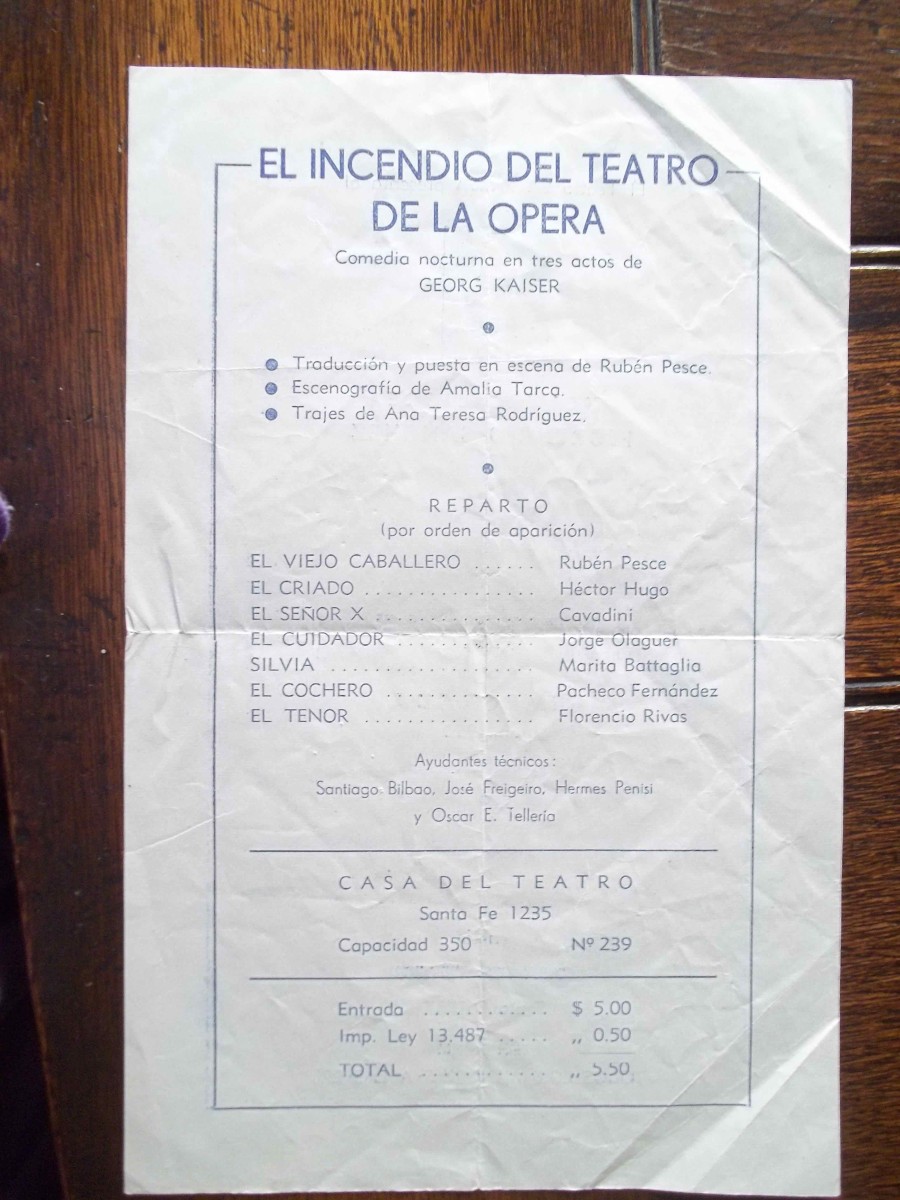 EL INCENDIO DEL TEATRO
DE LA OPERA
Comedia nocturna en tres actos de
GEORG KAISER
Traducción y puesta en escena de Rubén Pesce.
Escenografía de Amalia Tarca.
Trajes de Ana Teresa Rodríguez.
REPARTO
(por orden de aparición)
EL VIEJO CABALLERO ...... Rubén Pesce
EL CRIADO ................ Héctor Hugo
EL SEÑOR X ................ Cavadini
EL CUIDADOR ............. Jorge Olaguer
SILVIA ................... Marita Battaglia
EL COCHERO .............. Pacheco Fernández
EL TENOR ................ Florencio Rivas
Ayudantes técnicos:
Santiago Bilbao, José Freigeiro, Hermes Penisi
y Oscar E. Tellería
CASA DEL TEATRO
Santa Fe 1235
Capacidad 350 Nº 239
Entrada ............ $ 5.00
Imp. Ley 13.487 ..... ,, 0.50
TOTAL ............ ,, 5.50